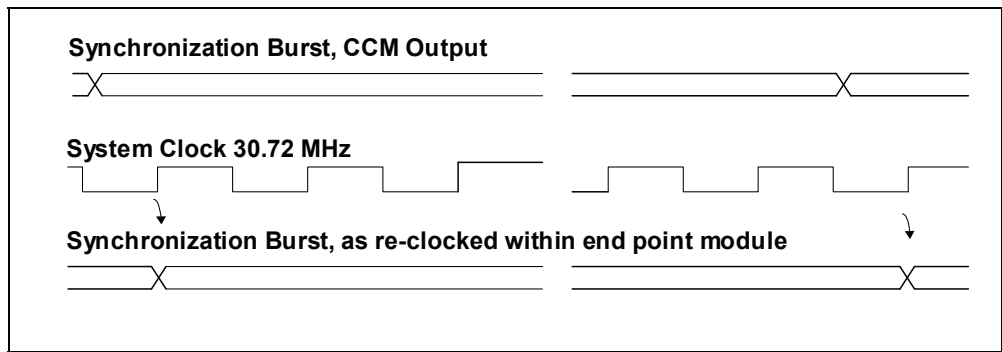 Synchronization Burst, CCM Output
System Clock 30.72 MHz
Synchronization Burst, as re-clocked within end point module